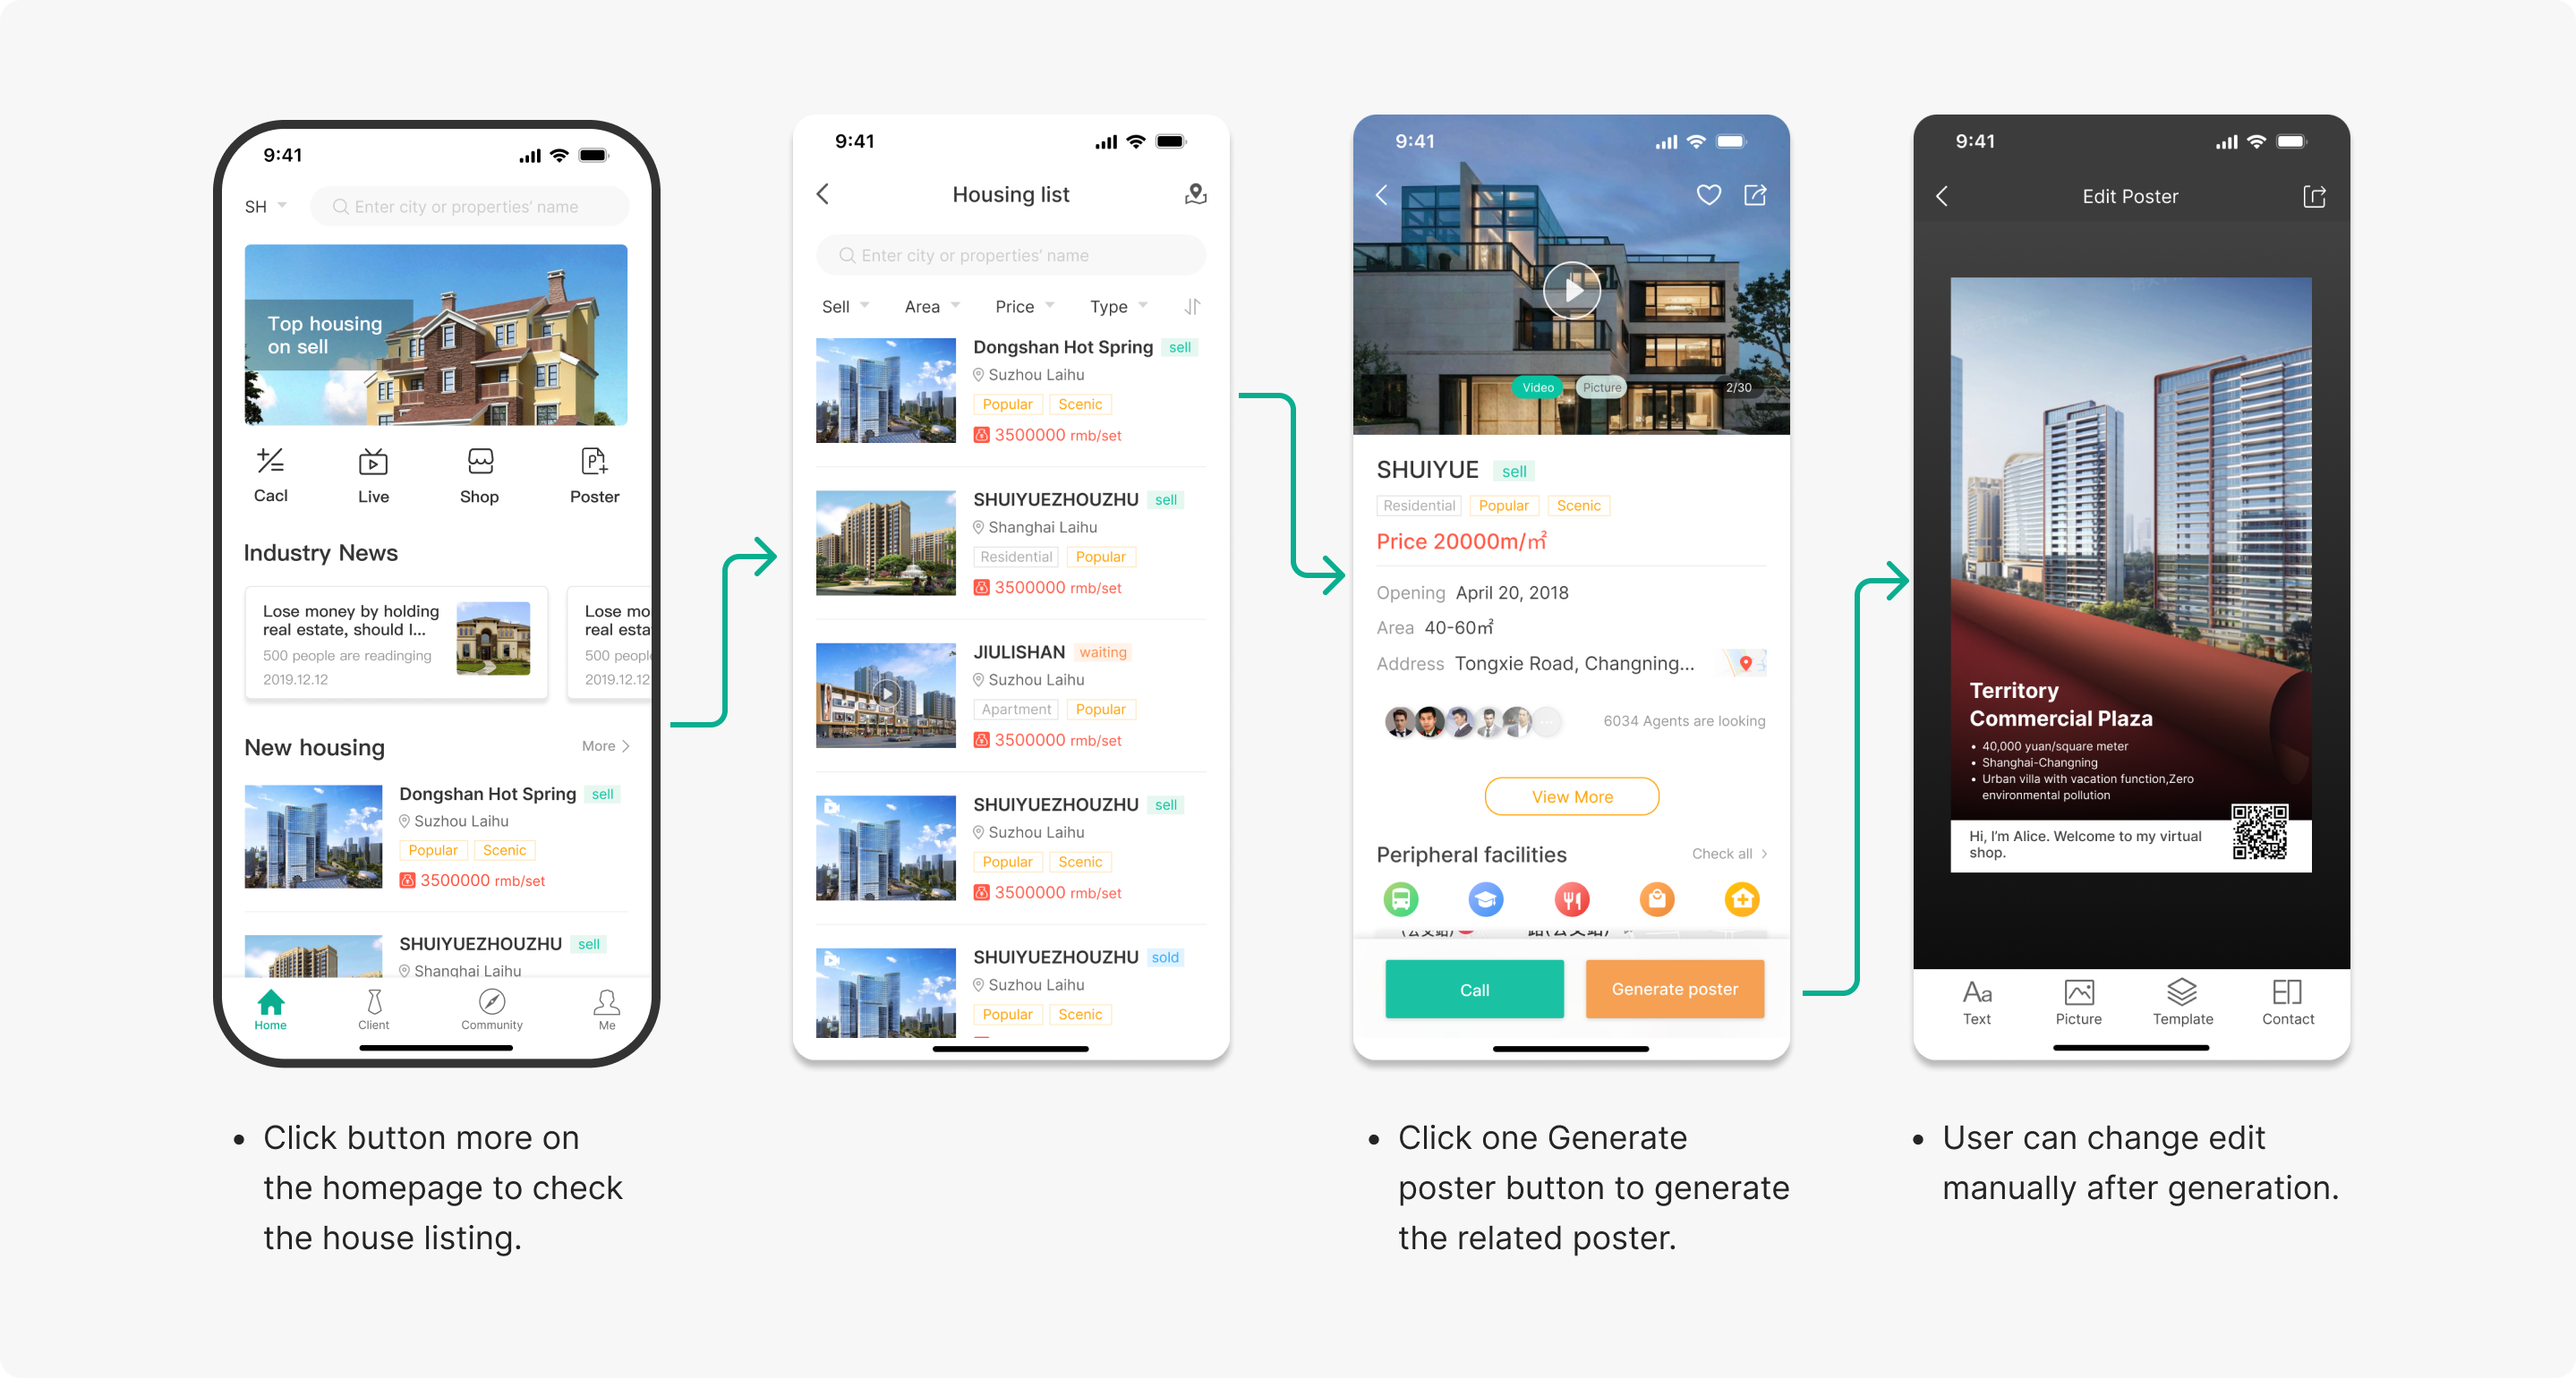 9:41
SH
Enter city or properties' name
Top housing
on sell
Cacl
Live
Shop
Poster
Industry News
Lose money by holding
real estate, should I...
500 people are readinging
2019.12.12
Lose mo
real esta
500 peopl
2019.12.12
New housing
More
Dongshan Hot Spring sell
Suzhou Laihu
Popular Scenic
3500000 rmb/set
SHUIYUEZHOUZHU sell
Shanghai Laihu
Home
Client
Community
Me
Click button more on
the homepage to check
the house listing.
9:41
Housing list
Enter city or properties' name
Sell Area Price Type
Dongshan Hot Spring sell
Suzhou Laihu
Popular Scenic
3500000 rmb/set
SHUIYUEZHOUZHU sell
Shanghai Laihu
Residential Popular
3500000 rmb/set
JIULISHAN waiting
Suzhou Laihu
Apartment Popular
3500000 rmb/set
SHUIYUEZHOUZHU sell
Suzhou Laihu
Popular Scenic
3500000 rmb/set
SHUIYUEZHOUZHU sold
Suzhou Laihu
Popular Scenic
9:41
Video
Picture
2/30
SHUIYUE sell
Residential Popular Scenic
Price 20000m/㎡
Opening April 20, 2018
Area 40-60㎡
Address Tongxie Road, Changning...
6034 Agents are looking
View More
Peripheral facilities
Check all
Call
Generate poster
Click one Generate
poster button to generate
the related poster.
9:41
Edit Poster
Territory
Commercial Plaza
40,000 yuan/square meter
Shanghai-Changning
Urban villa with vacation function,Zero
environmental pollution
Hi, I'm Alice. Welcome to my virtual
shop.
Text
Picture
Template
Contact
User can change edit
manually after generation.